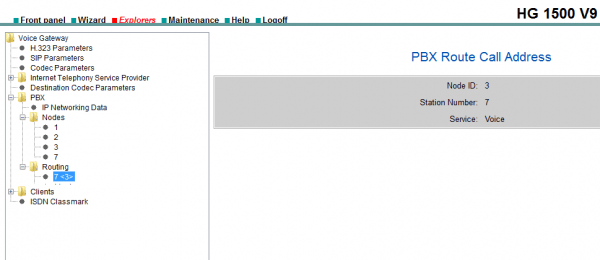 HG 1500 V9
Front panel Wizard Explorers Maintenance Help Logoff
Voice Gateway
H.323 Parameters
SIP Parameters
Codec Parameters
Internet Telephony Service Provider
Destination Codec Parameters
PBX
IP Networking Data
Nodes
1
2
3
7
Routing
7 <3>
Clients
ISDN Classmark
PBX Route Call Address
Node ID: 3
Station Number: 7
Service: Voice